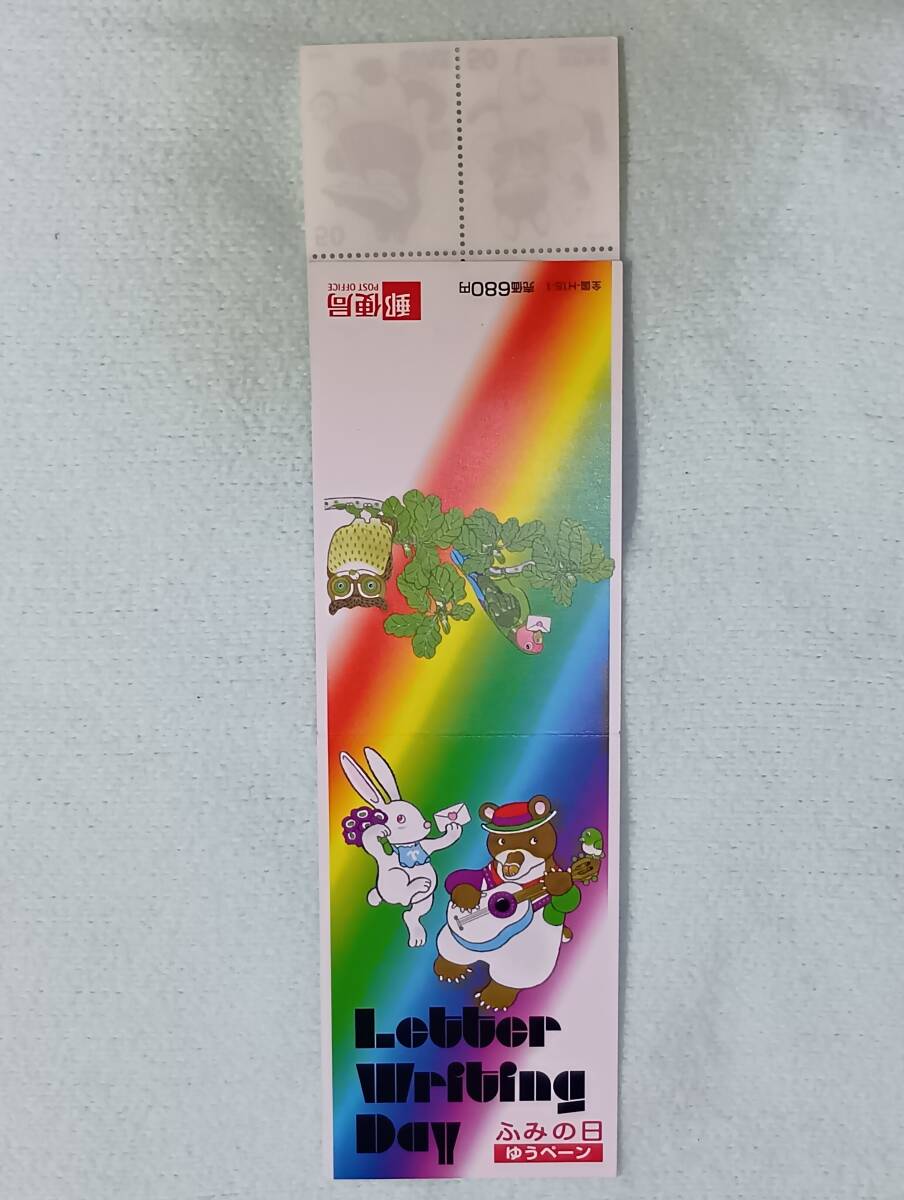 郵便局
POST OFFICE
売価680円
全国-H15-1
Letter
Writing
Day
ふみの日
ゆうペーン